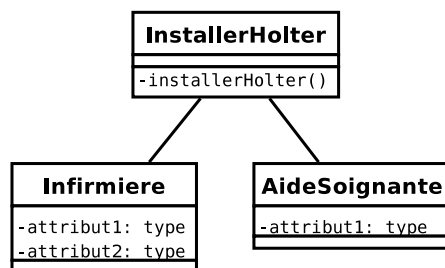 InstallerHolter
-installerHolter()
Infirmiere
-attribut1: type
-attribut2: type
AideSoignante
-attribut1: type